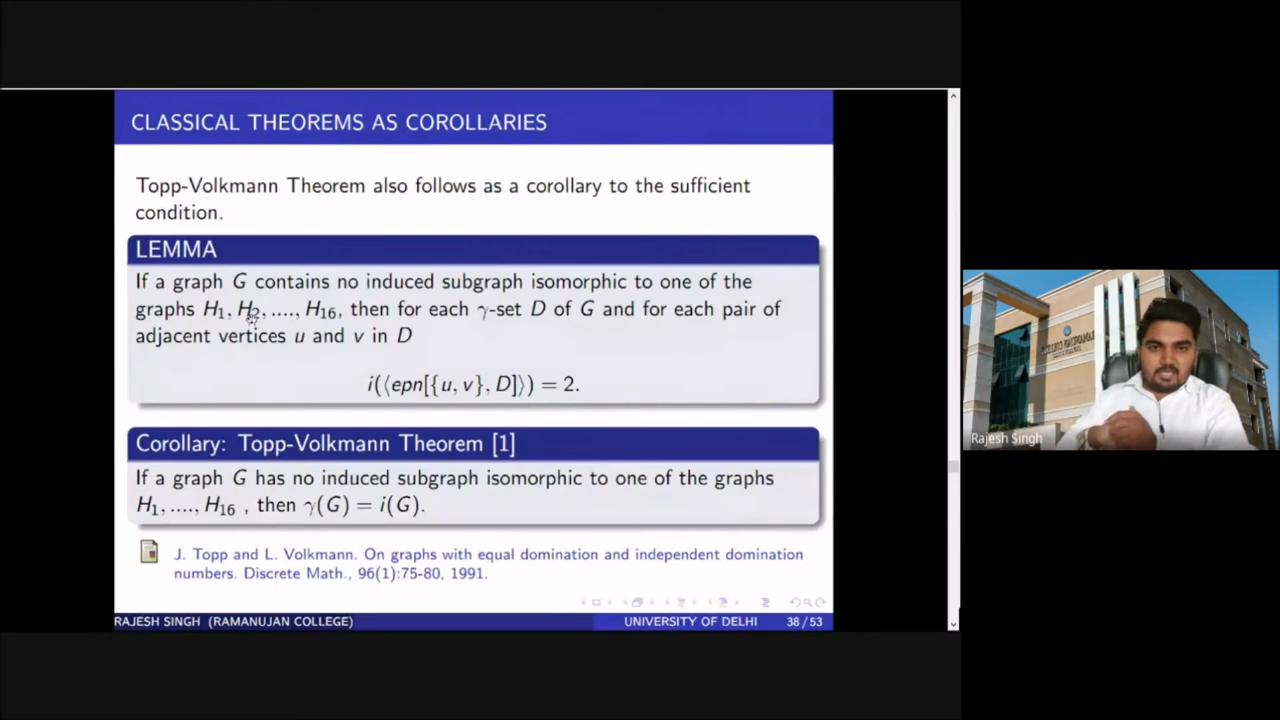 CLASSICAL THEOREMS AS COROLLARIES
Topp-Volkmann Theorem also follows as a corollary to the sufficient
condition.
LEMMA
If a graph G contains no induced subgraph isomorphic to one of the
graphs H₁, H₂, ...., H₁₆, then for each γ-set D of G and for each pair of
adjacent vertices u and v in D
i(⟨epn[{u, v}, D]⟩) = 2.
Corollary: Topp-Volkmann Theorem [1]
If a graph G has no induced subgraph isomorphic to one of the graphs
H₁, ...., H₁₆ , then γ(G) = i(G).
J. Topp and L. Volkmann. On graphs with equal domination and independent domination
numbers. Discrete Math., 96(1):75-80, 1991.
RAJESH SINGH (RAMANUJAN COLLEGE) UNIVERSITY OF DELHI 38 / 53
Rajesh Singh